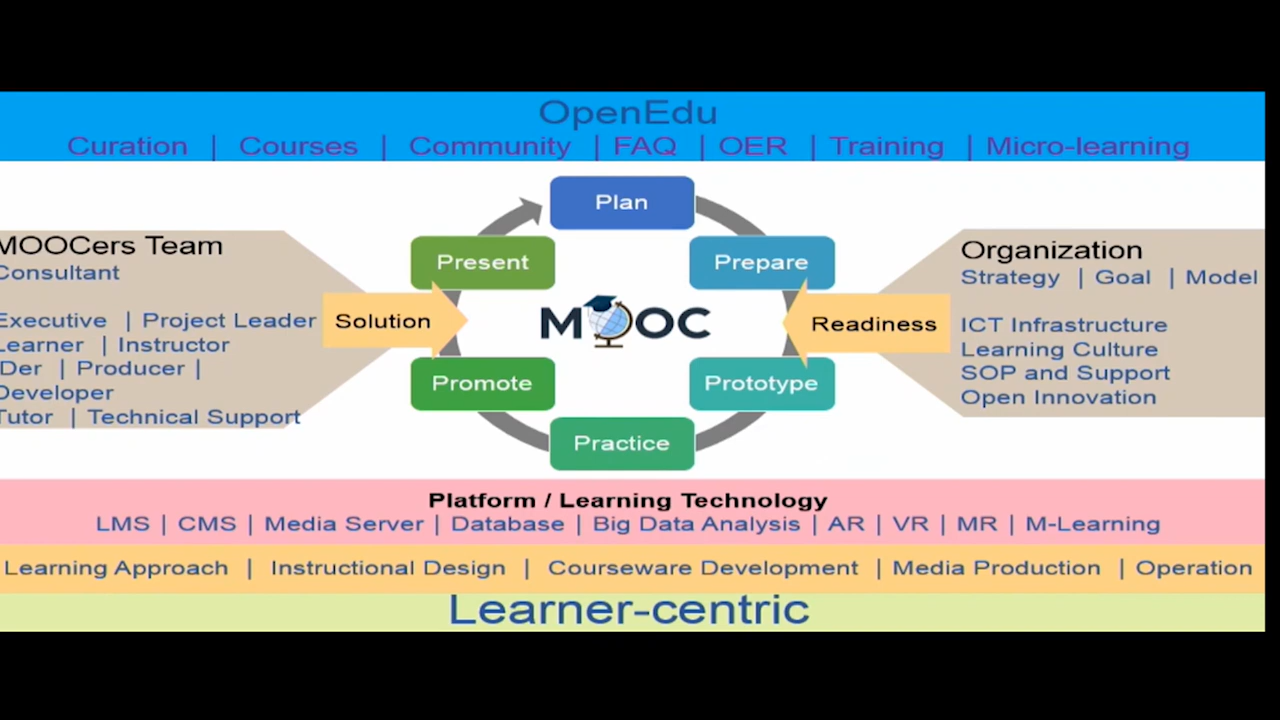 OpenEdu
Curation | Courses | Community | FAQ | OER | Training | Micro-learning
Plan
Present
Prepare
MOOCers Team
Consultant
Executive | Project Leader
Learner | Instructor
Der | Producer |
Developer
Tutor | Technical Support
Solution
MOOC
Readiness
Organization
Strategy | Goal | Model
ICT Infrastructure
Learning Culture
SOP and Support
Open Innovation
Promote
Prototype
Practice
Platform / Learning Technology
LMS | CMS | Media Server | Database | Big Data Analysis | AR | VR | MR | M-Learning
Learning Approach | Instructional Design | Courseware Development | Media Production | Operation
Learner-centric